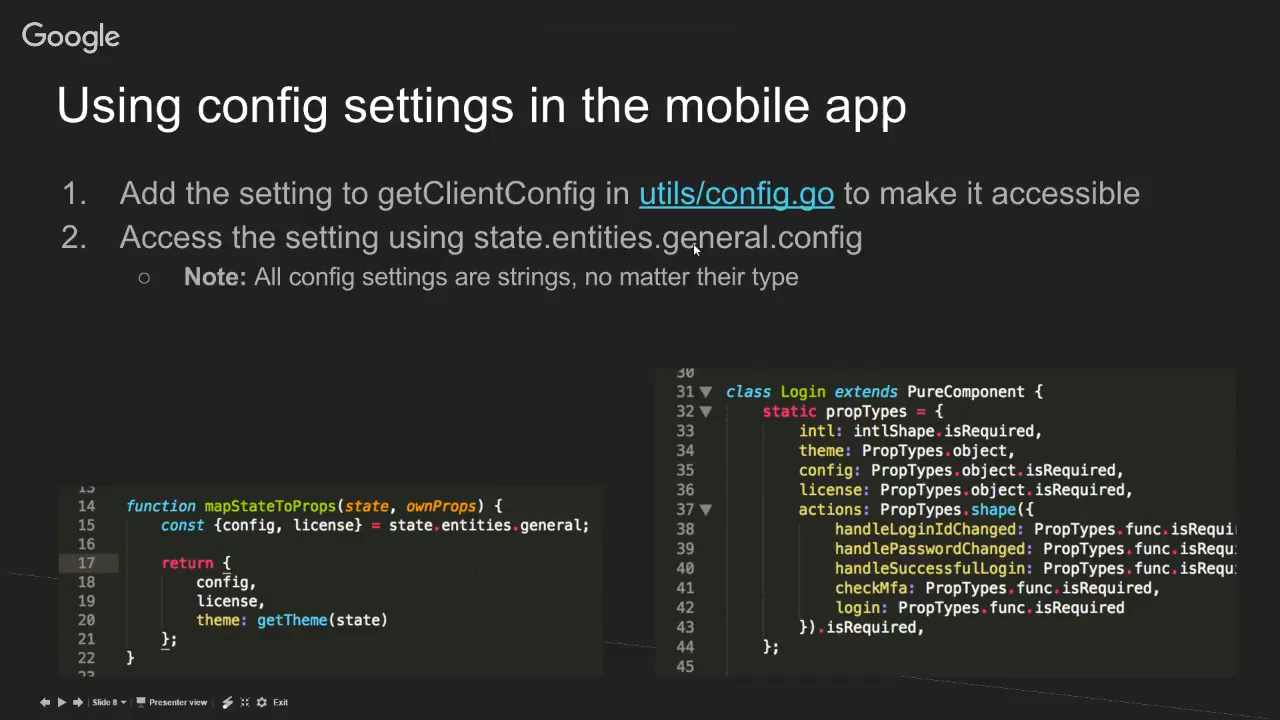 Google
Using config settings in the mobile app
1. Add the setting to getClientConfig in utils/config.go to make it accessible
2. Access the setting using state.entities.general.config
○ Note: All config settings are strings, no matter their type
13
14 function mapStateToProps(state, ownProps) {
15 const {config, license} = state.entities.general;
16
17 return {
18 config,
19 license,
20 theme: getTheme(state)
21 };
22 }
23
30
31 class Login extends PureComponent {
32 static propTypes = {
33 intl: intlShape.isRequired,
34 theme: PropTypes.object,
35 config: PropTypes.object.isRequired,
36 license: PropTypes.object.isRequired,
37 actions: PropTypes.shape({
38 handleLoginIdChanged: PropTypes.func.isRequi
39 handlePasswordChanged: PropTypes.func.isRequ
40 handleSuccessfulLogin: PropTypes.func.isRequ
41 checkMfa: PropTypes.func.isRequired,
42 login: PropTypes.func.isRequired
43 }).isRequired,
44 };
45
Slide 8 Presenter view Exit